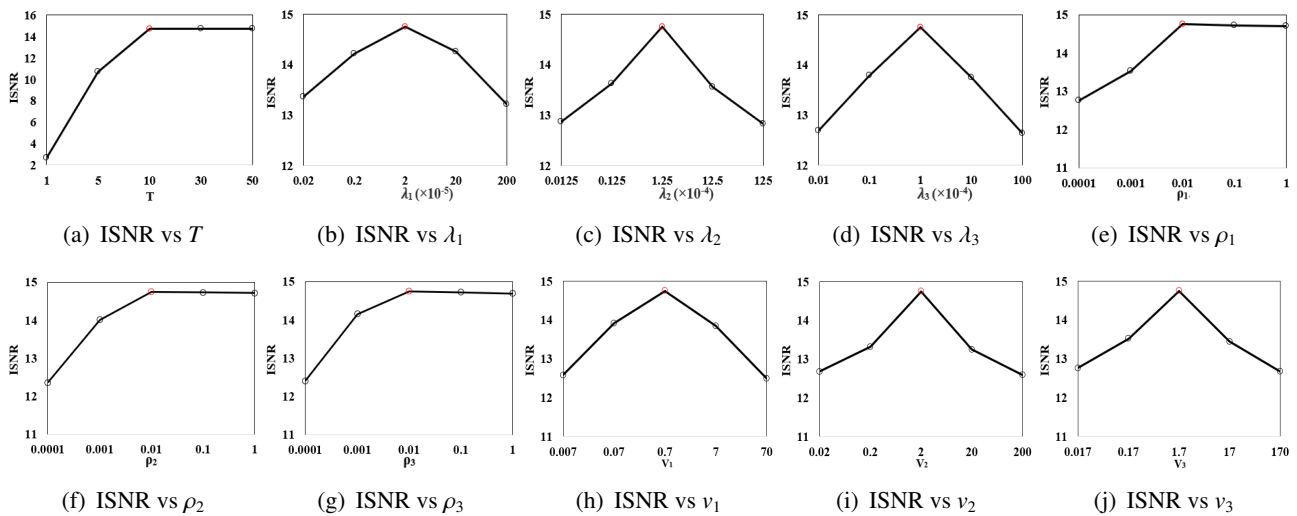 ISNR
16
14
12
10
8
6
4
2
1 5 10 30 50
T
(a) ISNR vs T
ISNR
15
14
13
12
0.02 0.2 2 20 200
λ1 (×10-5)
(b) ISNR vs λ1
ISNR
15
14
13
12
0.0125 0.125 1.25 12.5 125
λ2 (×10-4)
(c) ISNR vs λ2
ISNR
15
14
13
12
0.01 0.1 1 10 100
λ3 (×10-4)
(d) ISNR vs λ3
ISNR
15
14
13
12
11
0.0001 0.001 0.01 0.1 1
ρ1
(e) ISNR vs ρ1
ISNR
15
14
13
12
11
0.0001 0.001 0.01 0.1 1
ρ2
(f) ISNR vs ρ2
ISNR
15
14
13
12
11
0.0001 0.001 0.01 0.1 1
ρ3
(g) ISNR vs ρ3
ISNR
15
14
13
12
11
0.007 0.07 0.7 7 70
V1
(h) ISNR vs v1
ISNR
15
14
13
12
11
0.02 0.2 2 20 200
V2
(i) ISNR vs v2
ISNR
15
14
13
12
11
0.017 0.17 1.7 17 170
V3
(j) ISNR vs v3